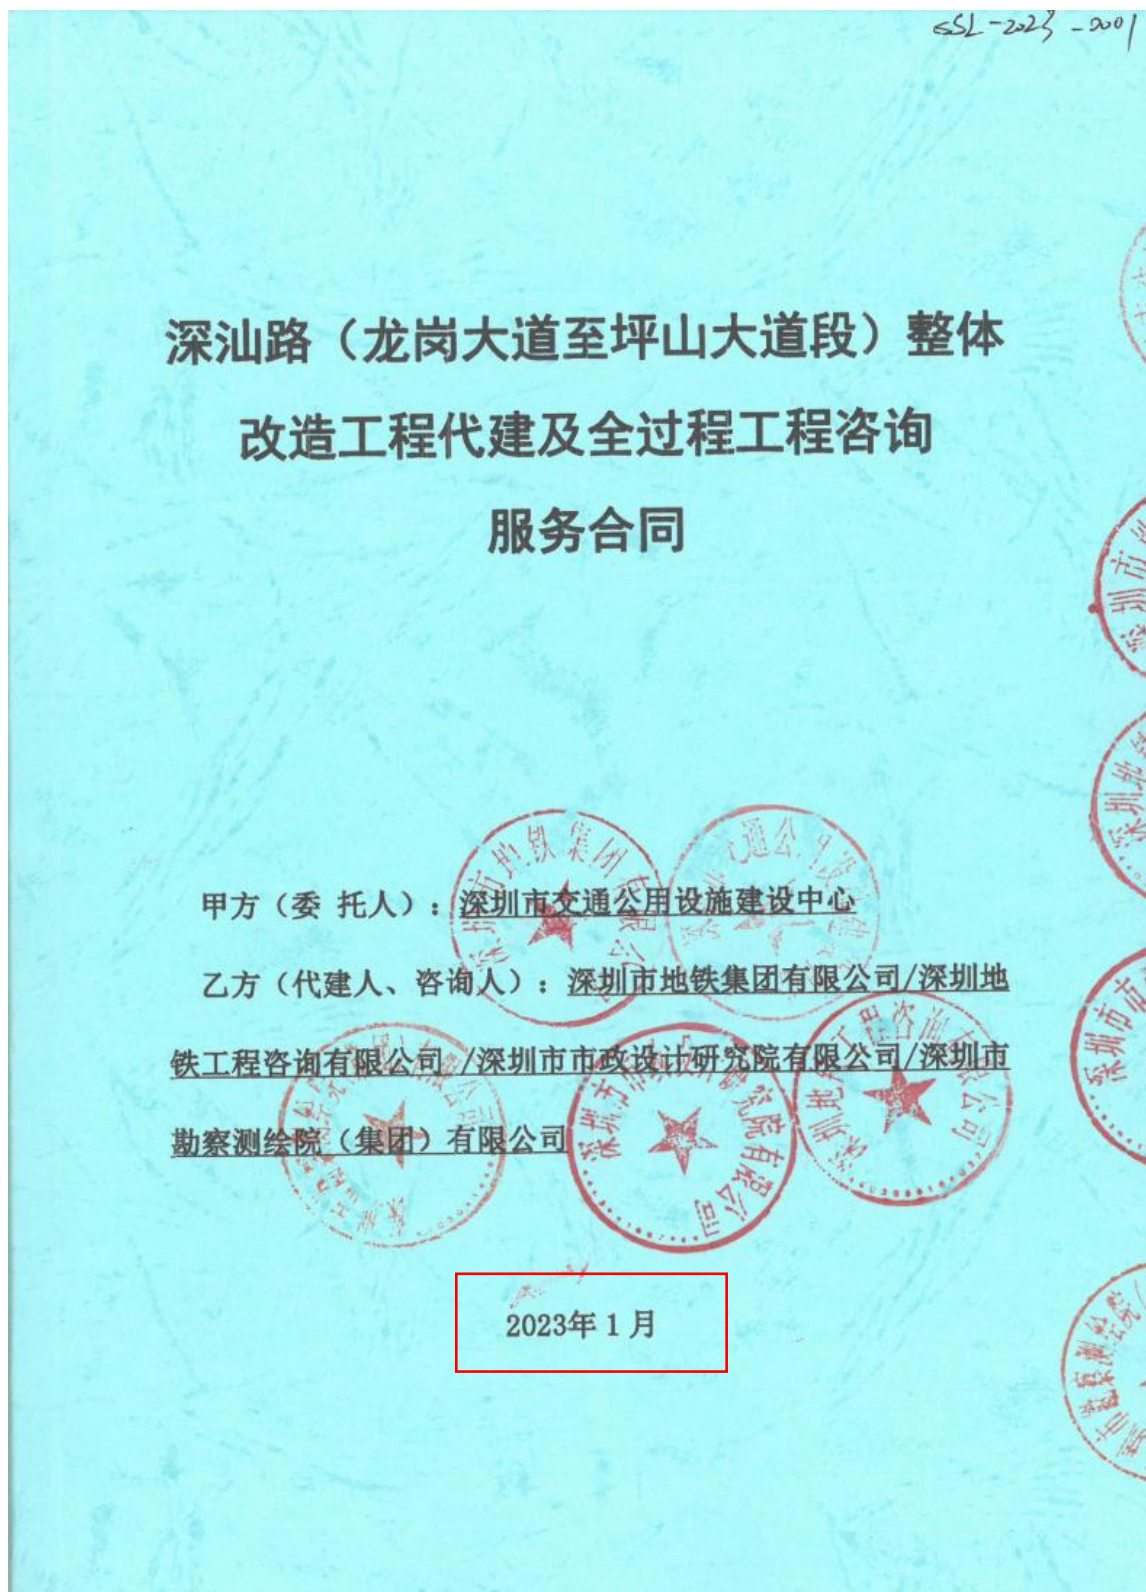 SSL-2023-0001
深汕路（龙岗大道至坪山大道段）整体
改造工程代建及全过程工程咨询
服务合同
甲方（委 托人）：深圳市交通公用设施建设中心
乙方（代建人、咨询人）：深圳市地铁集团有限公司/深圳地
铁工程咨询有限公司 /深圳市市政设计研究院有限公司/深圳市
勘察测绘院（集团）有限公司
2023年 1 月